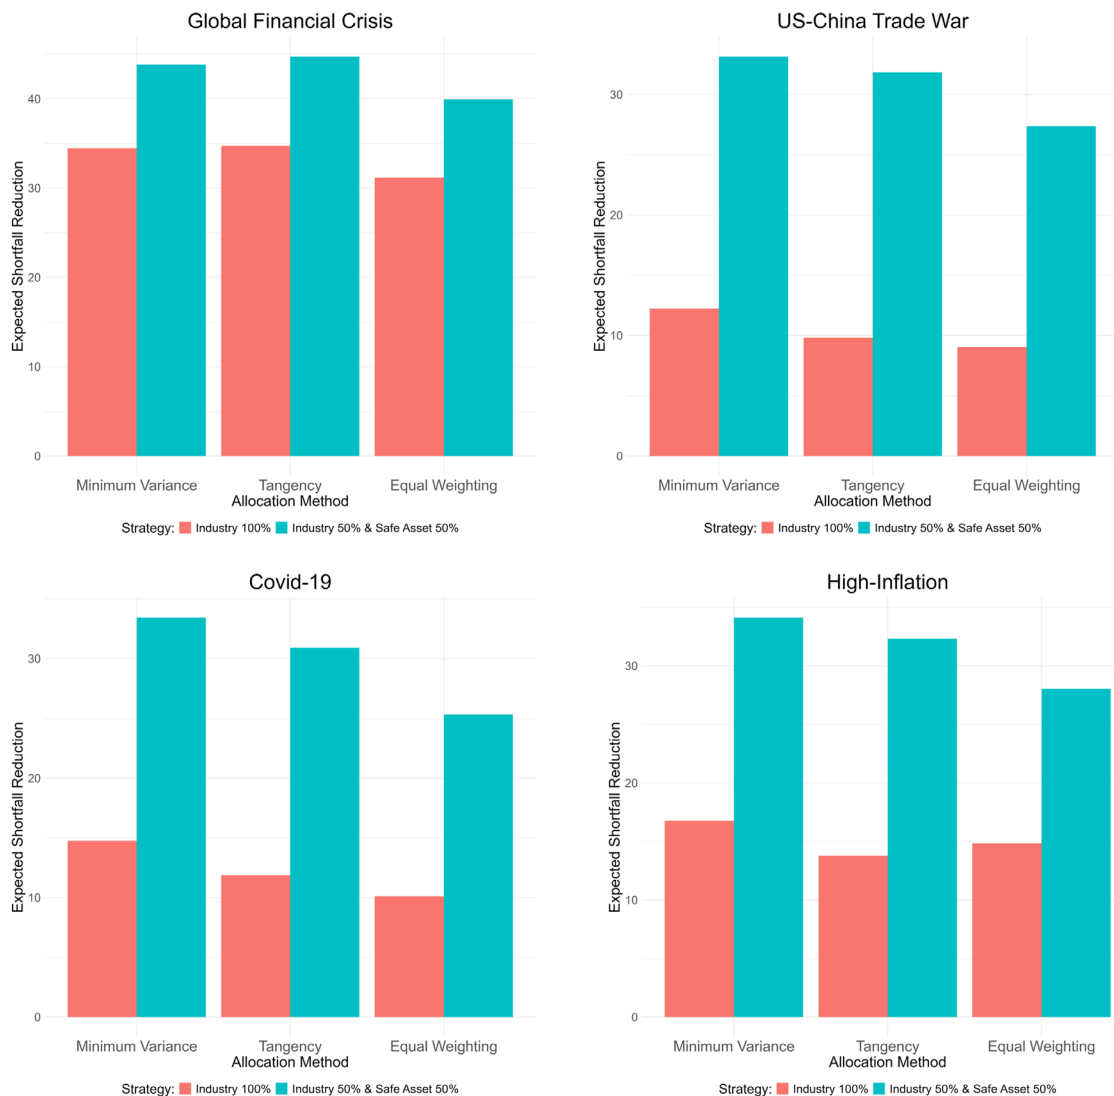 Global Financial Crisis
Expected Shortfall Reduction
40
30
20
10
0
Minimum Variance Tangency Equal Weighting
Allocation Method
Strategy: Industry 100% Industry 50% & Safe Asset 50%
US-China Trade War
Expected Shortfall Reduction
30
20
10
0
Minimum Variance Tangency Equal Weighting
Allocation Method
Strategy: Industry 100% Industry 50% & Safe Asset 50%
Covid-19
Expected Shortfall Reduction
30
20
10
0
Minimum Variance Tangency Equal Weighting
Allocation Method
Strategy: Industry 100% Industry 50% & Safe Asset 50%
High-Inflation
Expected Shortfall Reduction
30
20
10
0
Minimum Variance Tangency Equal Weighting
Allocation Method
Strategy: Industry 100% Industry 50% & Safe Asset 50%